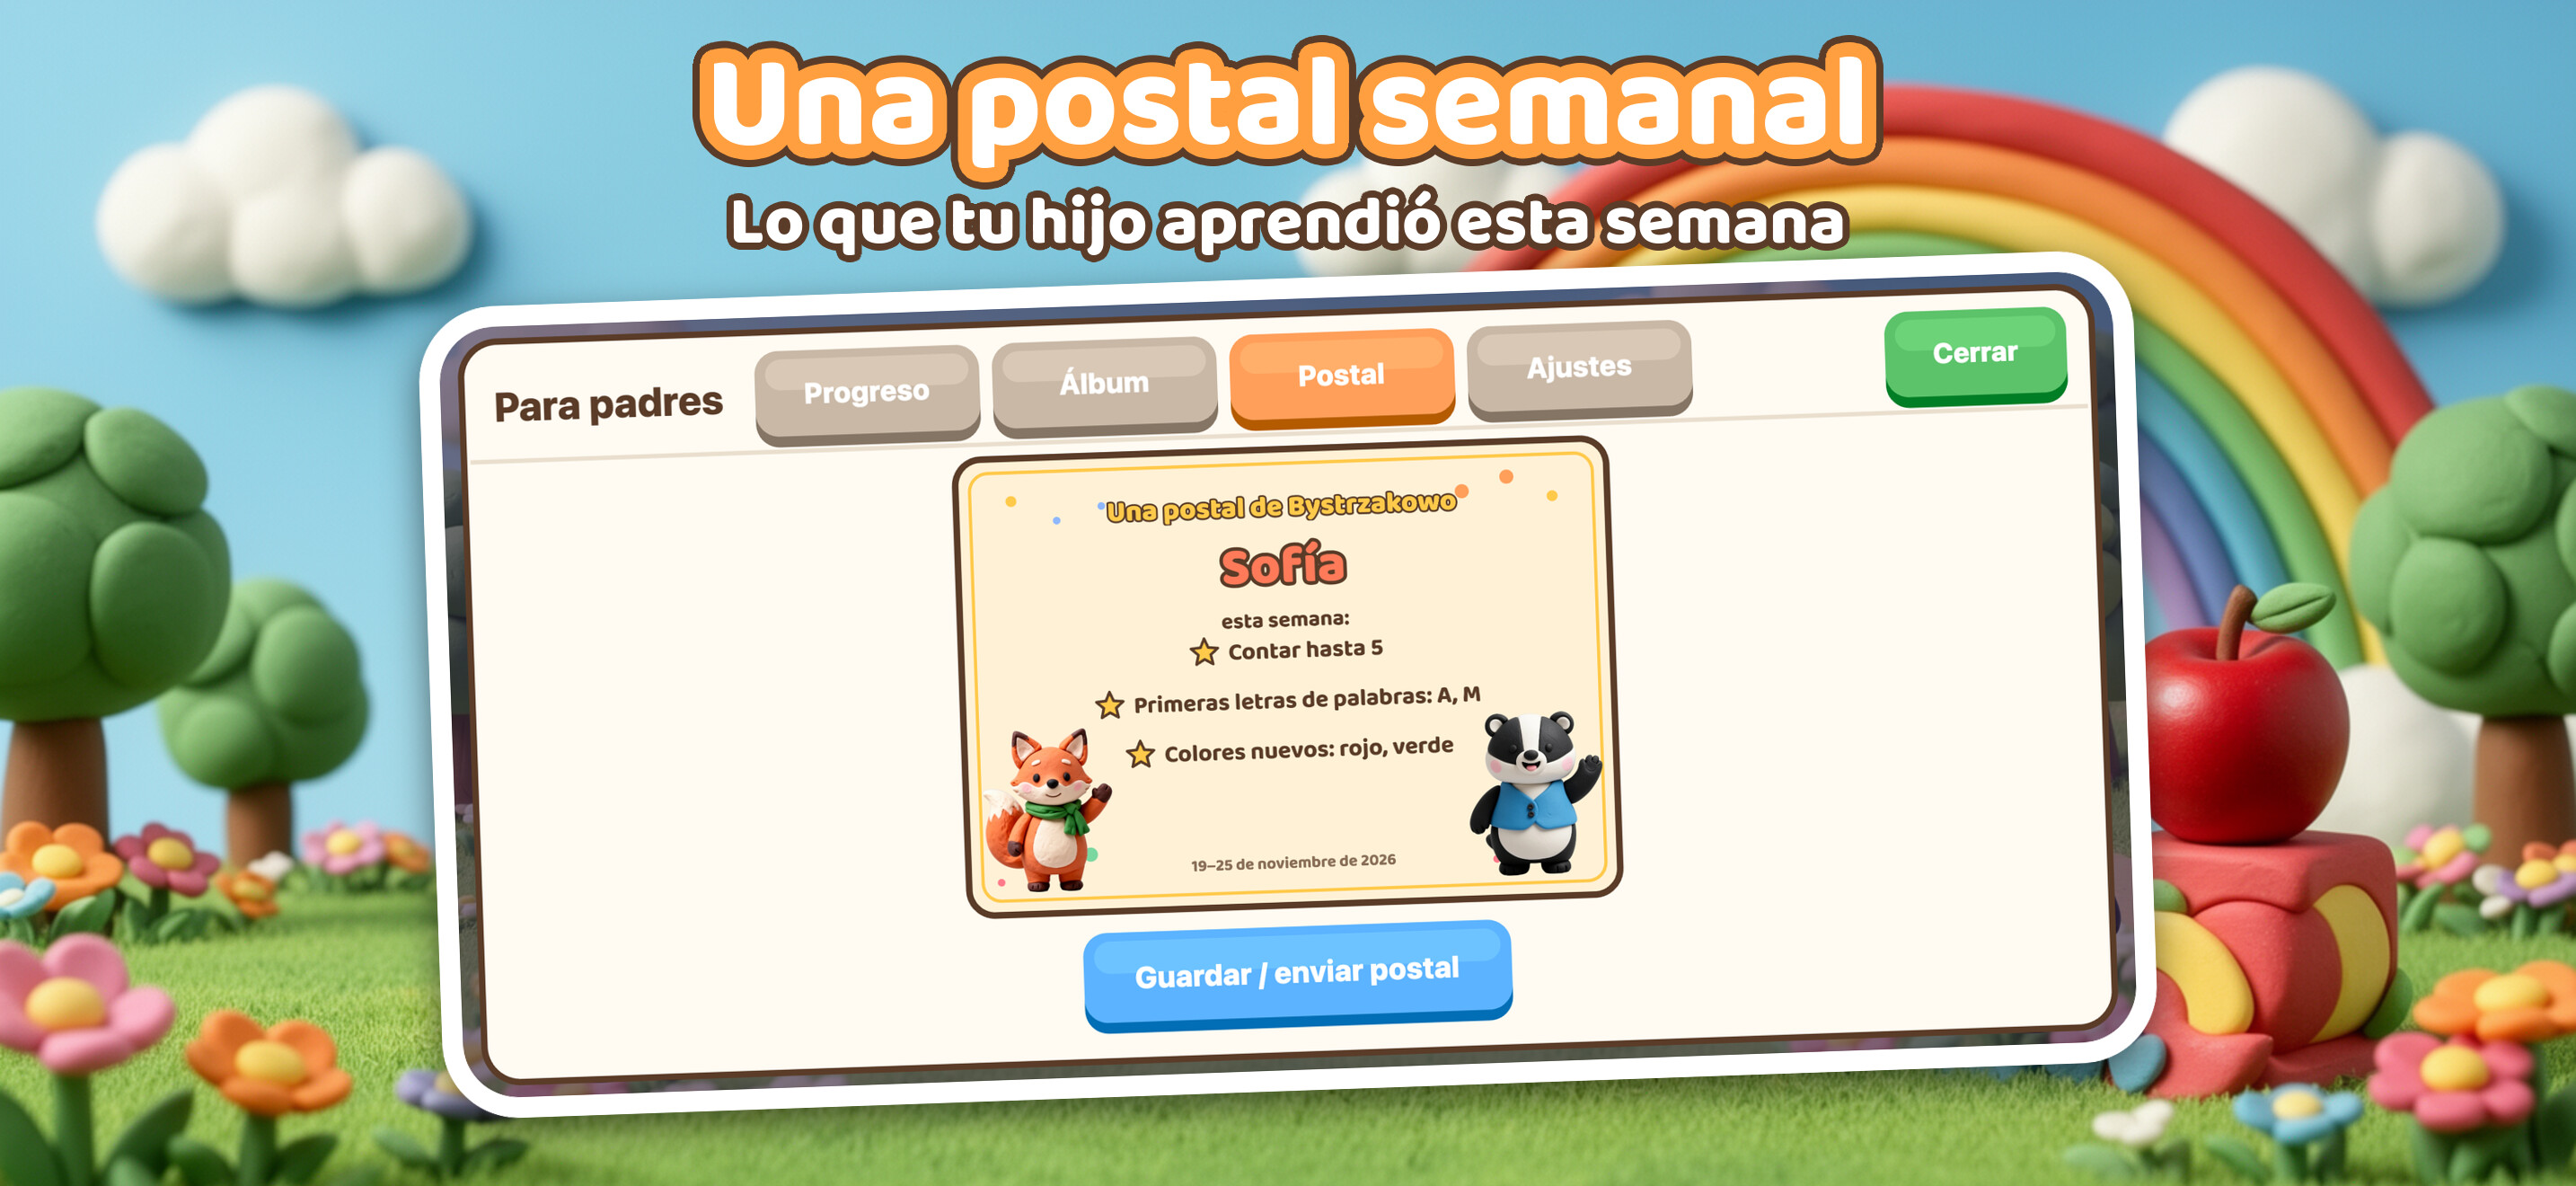 Una postal semanal
Lo que tu hijo aprendió esta semana
Para padres
Progreso
Álbum
Postal
Ajustes
Cerrar
Una postal de Bystrzakowo
Sofía
esta semana:
Contar hasta 5
Primeras letras de palabras: A, M
Colores nuevos: rojo, verde
19–25 de noviembre de 2026
Guardar / enviar postal